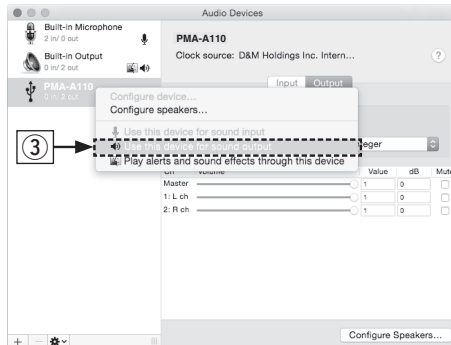 Audio Devices
Built-in Microphone
2 in/ 0 out
Built-in Output
0 in/ 2 out
PMA-A110
0 in/ 2 out
PMA-A110
Clock source: D&M Holdings Inc. Intern...
?
Input Output
Configure device...
Configure speakers...
Use this device for sound input
③
Use this device for sound output
Play alerts and sound effects through this device
eger
Ch Volume Value dB Mute
Master 1 0
1: L ch 1 0
2: R ch 1 0
Configure Speakers...